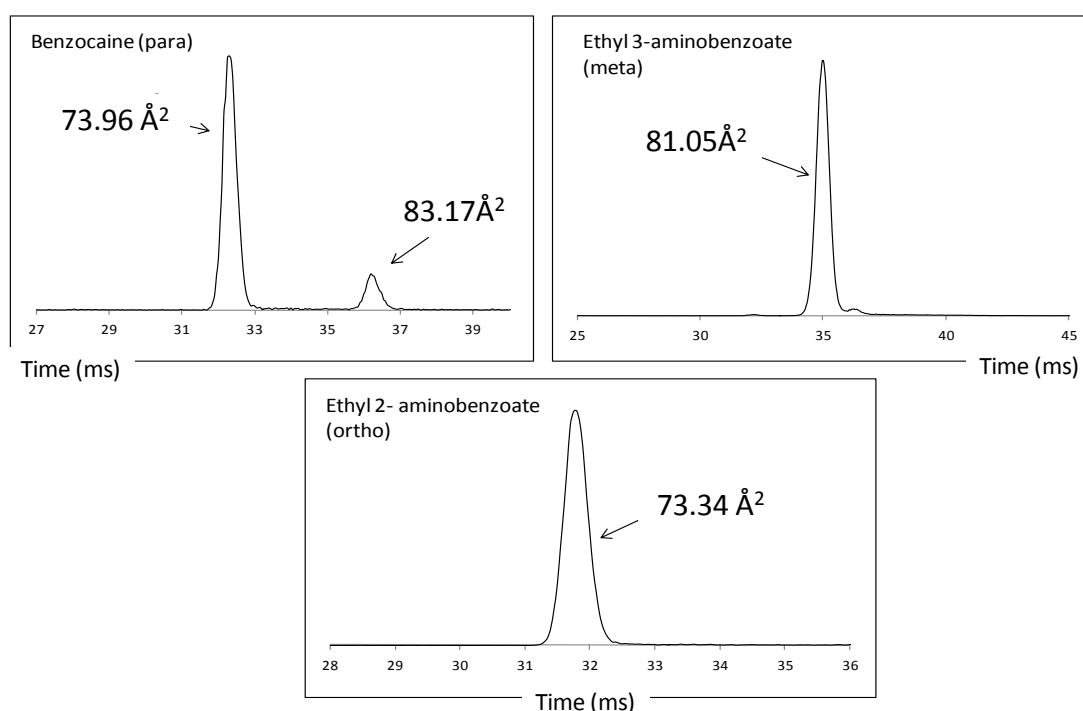 Benzocaine (para)
73.96 Å²
83.17Å²
27 29 31 33 35 37 39
Time (ms)
Ethyl 3-aminobenzoate
(meta)
81.05Å²
25 30 35 40 45
Time (ms)
Ethyl 2- aminobenzoate
(ortho)
73.34 Å²
28 29 30 31 32 33 34 35 36
Time (ms)